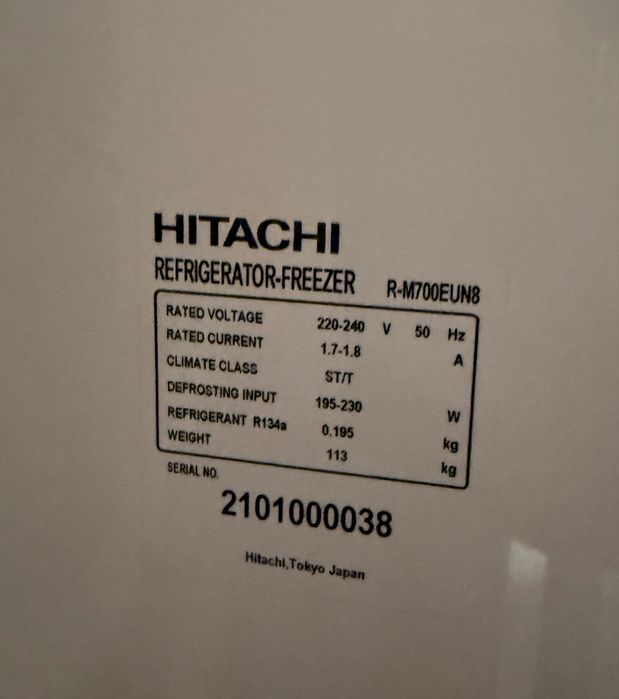 HITACHI
REFRIGERATOR-FREEZER R-M700EUN8
RATED VOLTAGE 220-240 V 50 Hz
RATED CURRENT 1.7-1.8 A
CLIMATE CLASS ST/T
DEFROSTING INPUT 195-230 W
REFRIGERANT R134a 0.195 kg
WEIGHT 113 kg
SERIAL NO.
2101000038
Hitachi,Tokyo Japan